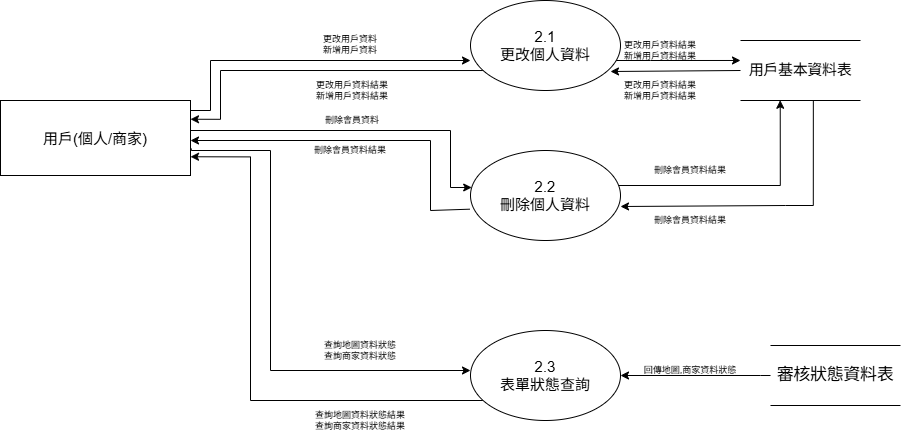 2.1
更改個人資料
更改用戶資料
新增用戶資料
更改用戶資料結果
新增用戶資料結果
用戶基本資料表
更改用戶資料結果
新增用戶資料結果
更改用戶資料結果
新增用戶資料結果
用戶(個人/商家)
刪除會員資料
刪除會員資料結果
2.2
刪除個人資料
刪除會員資料結果
刪除會員資料結果
查詢地圖資料狀態
查詢商家資料狀態
2.3
表單狀態查詢
回傳地圖,商家資料狀態
審核狀態資料表
查詢地圖資料狀態結果
查詢商家資料狀態結果